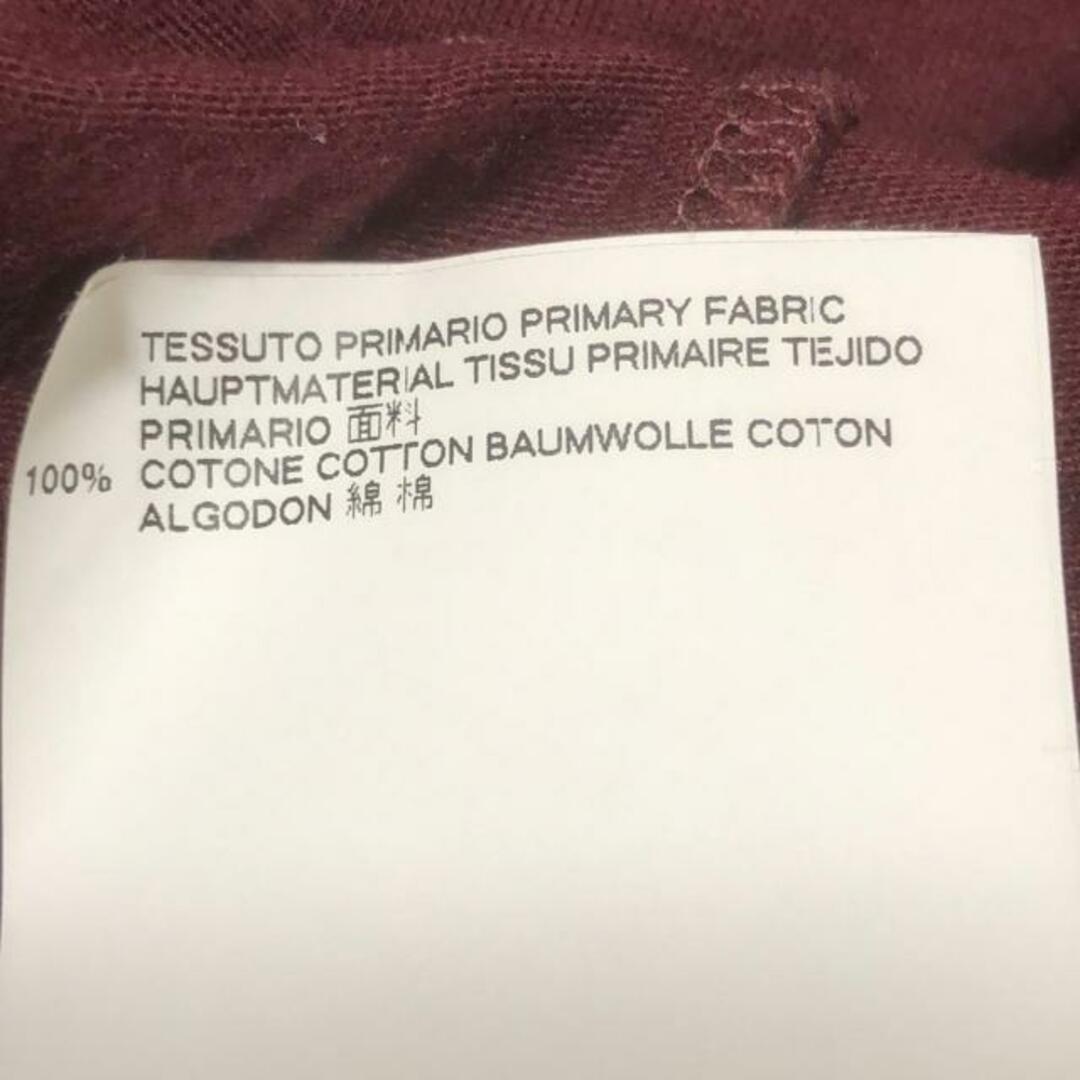 TESSUTO PRIMARIO PRIMARY FABRIC
HAUPTMATERIAL TISSU PRIMAIRE TEJIDO
PRIMARIO 面料
100% COTONE COTTON BAUMWOLLE COTON
ALGODON 綿 棉